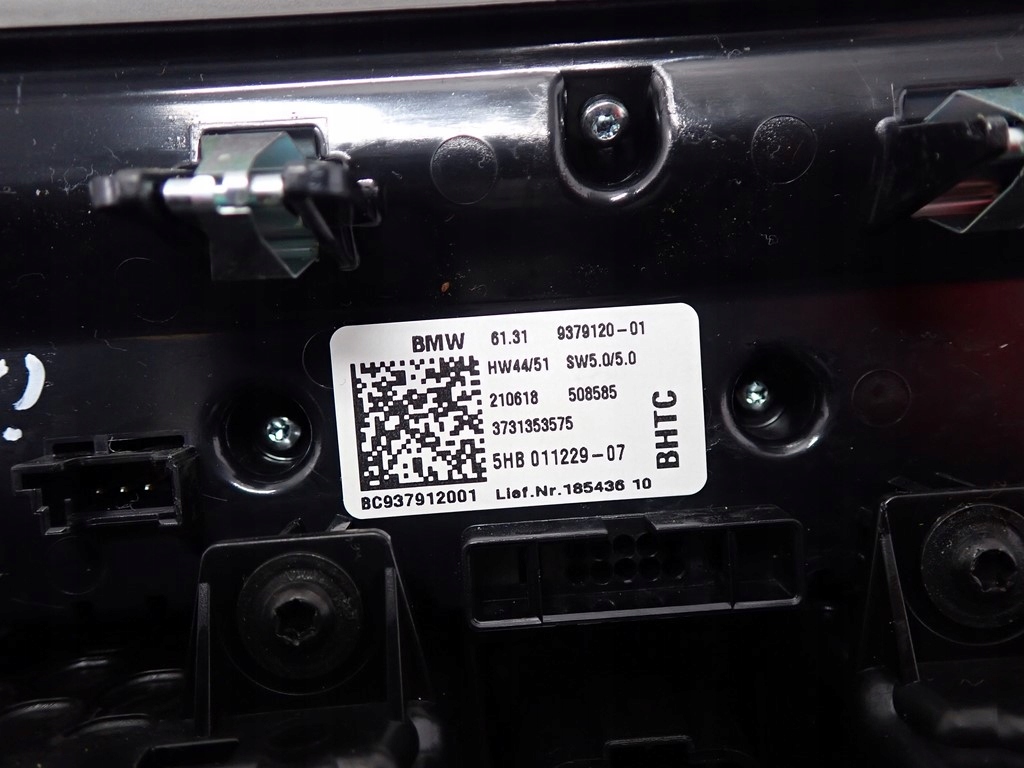 BMW 61.31 9379120-01
HW44/51 SW5.0/5.0
210618 508585
3731353575
5HB 011229-07
BC937912001 Lief.Nr.185436 10
BHTC